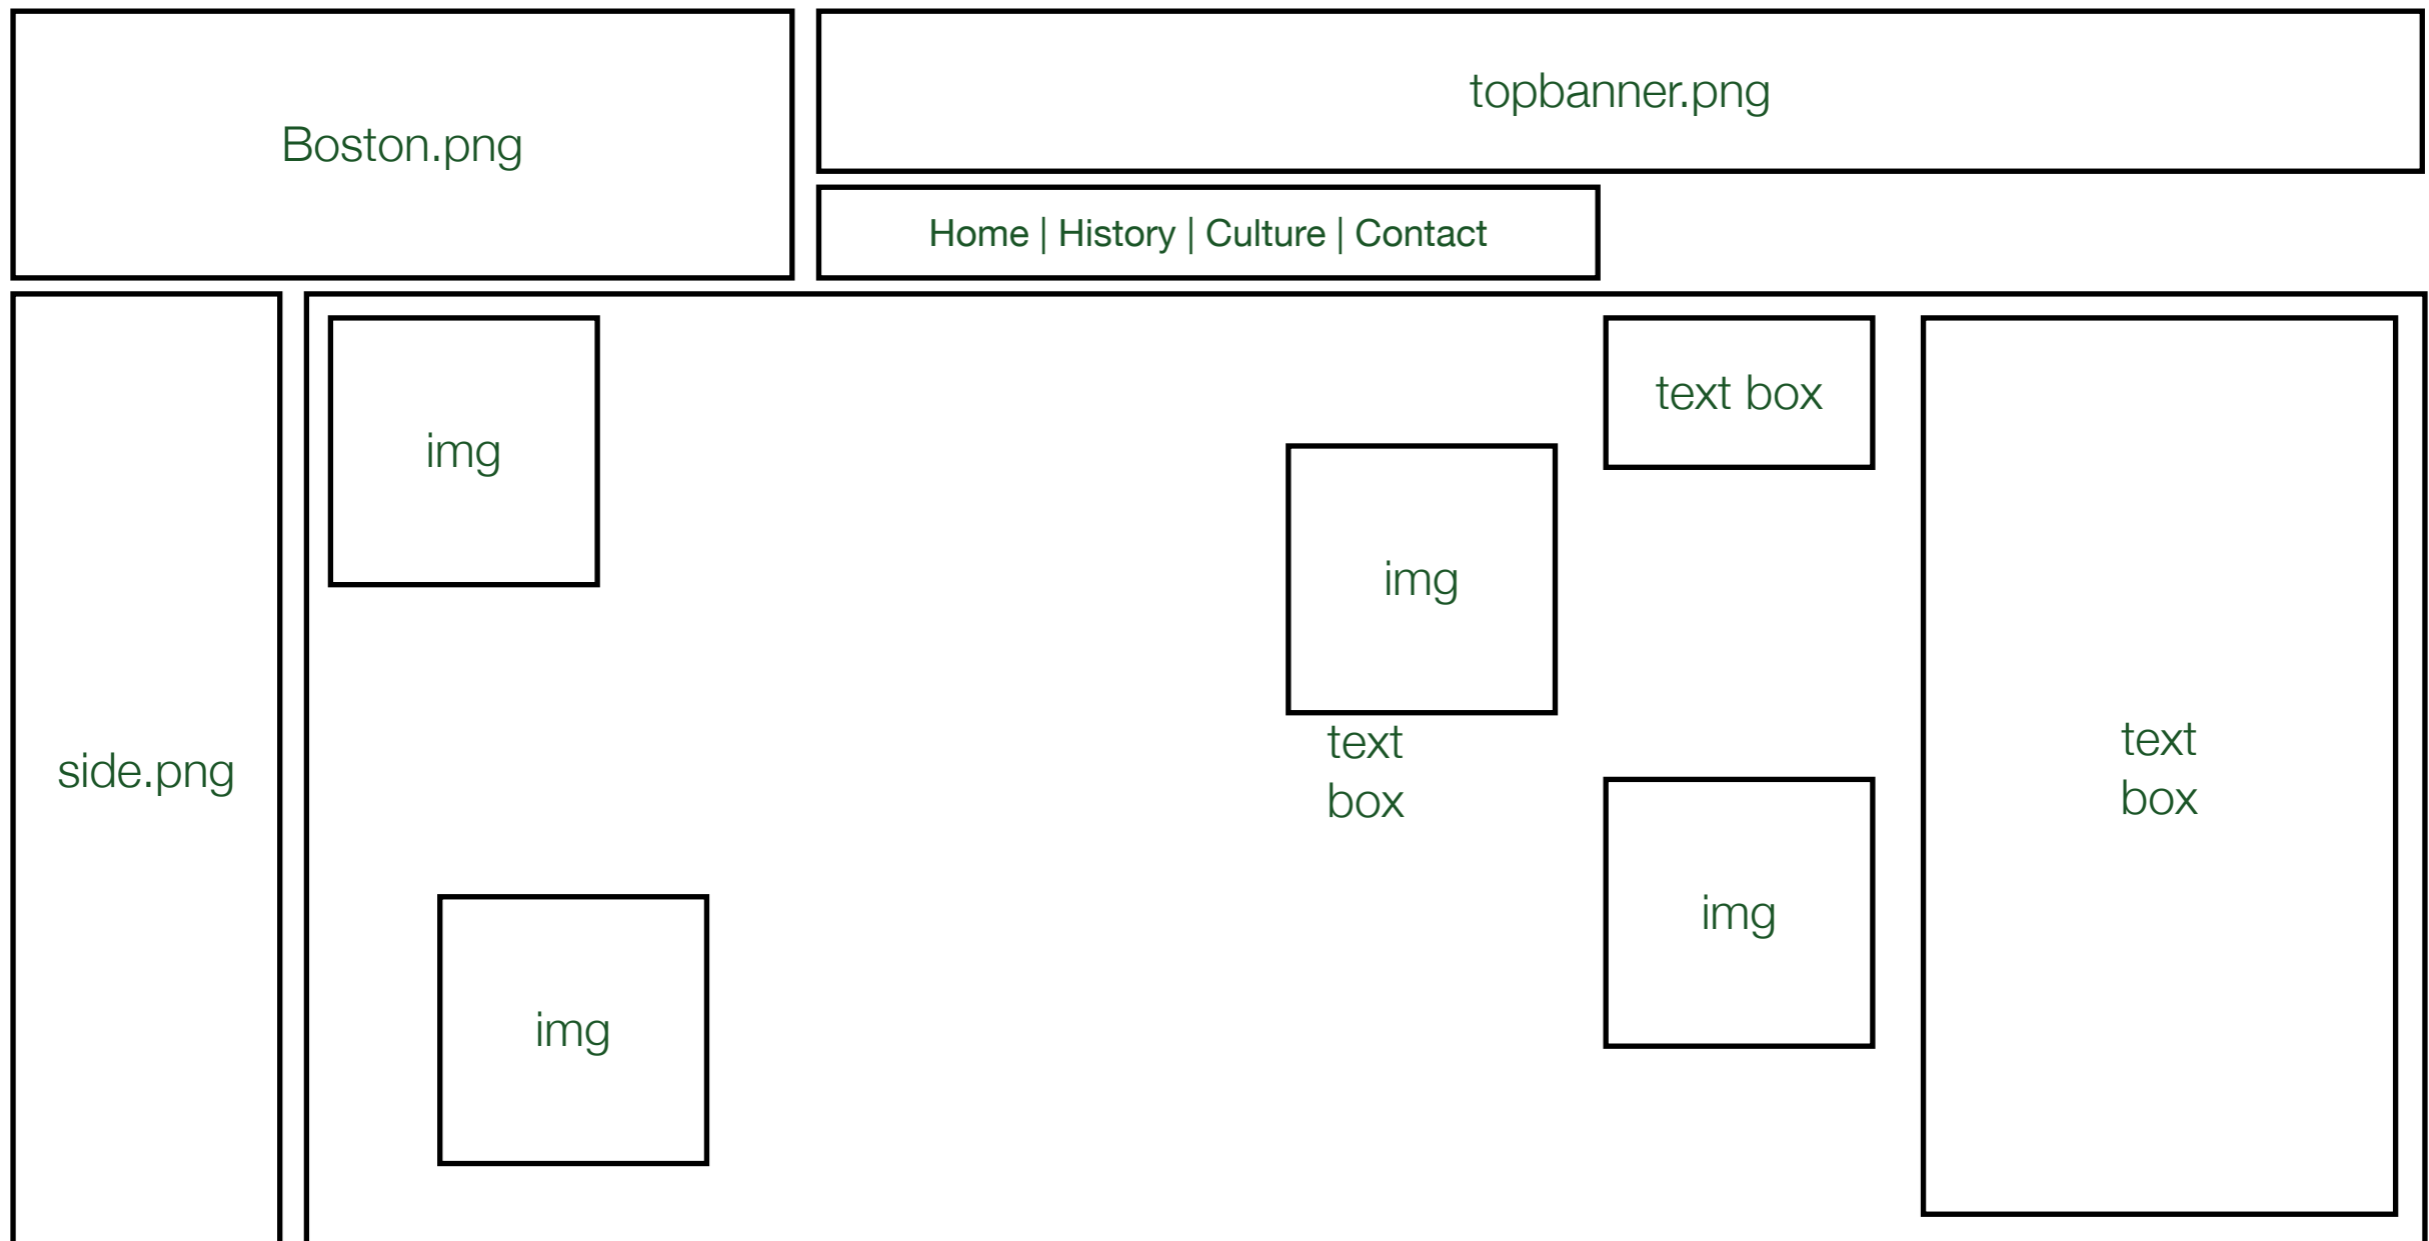 Boston.png
topbanner.png
Home | History | Culture | Contact
side.png
img
text box
img
text
box
text
box
img
img